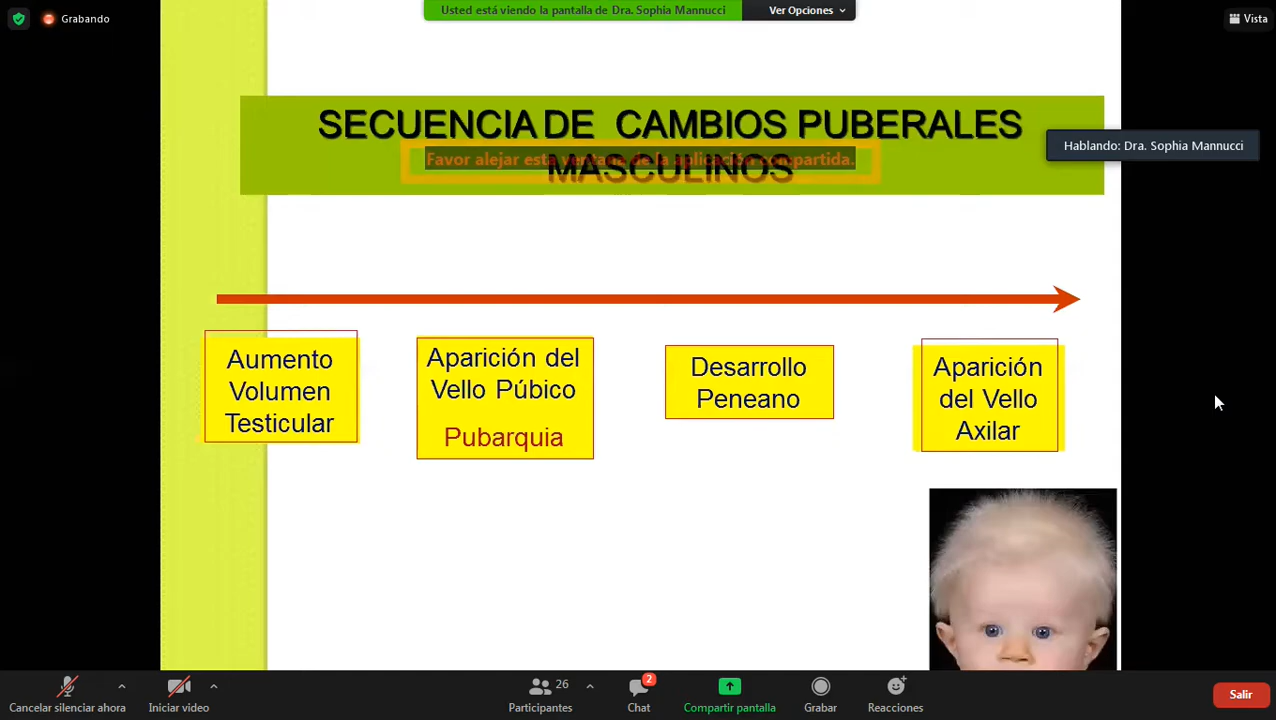 Grabando
Usted está viendo la pantalla de Dra. Sophia Mannucci
Ver Opciones
Vista
SECUENCIA DE CAMBIOS PUBERALES
MASCULINOS
Favor alejar esta ventana de la aplicación compartida.
Hablando: Dra. Sophia Mannucci
Aumento
Volumen
Testicular
Aparición del
Vello Púbico
Pubarquia
Desarrollo
Peneano
Aparición
del Vello
Axilar
Cancelar silenciar ahora
Iniciar video
26
Participantes
2
Chat
Compartir pantalla
Grabar
Reacciones
Salir